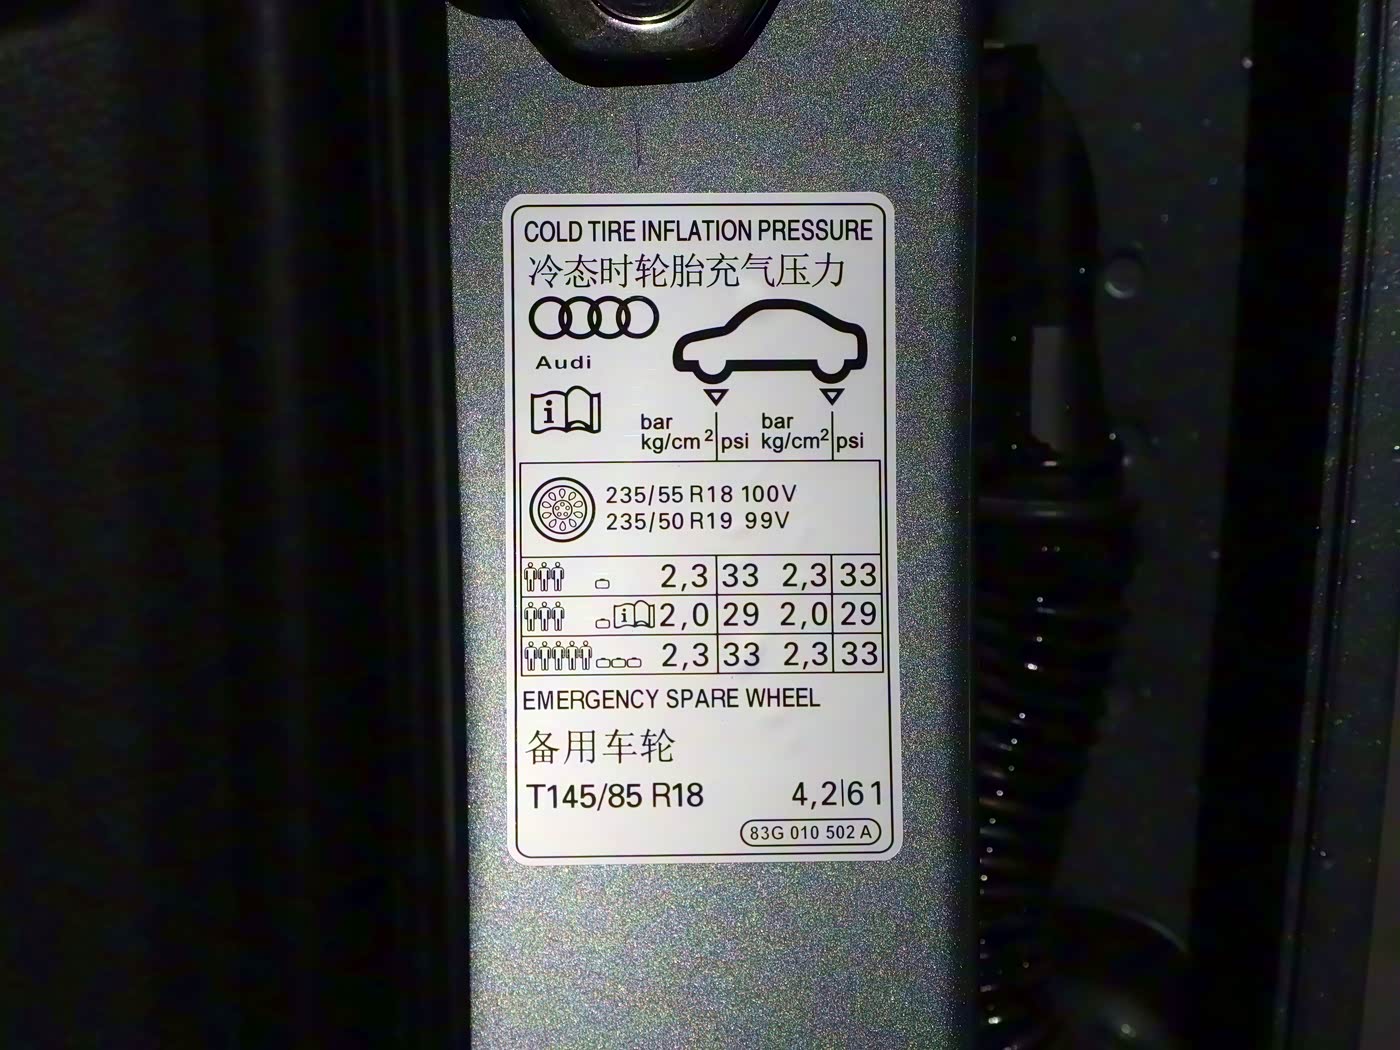 COLD TIRE INFLATION PRESSURE
冷态时轮胎充气压力
Audi
i
bar bar
kg/cm² psi kg/cm² psi
235/55 R18 100V
235/50 R19 99V
2,3 33 2,3 33
i 2,0 29 2,0 29
2,3 33 2,3 33
EMERGENCY SPARE WHEEL
备用车轮
T145/85 R18 4,2|61
83G 010 502 A